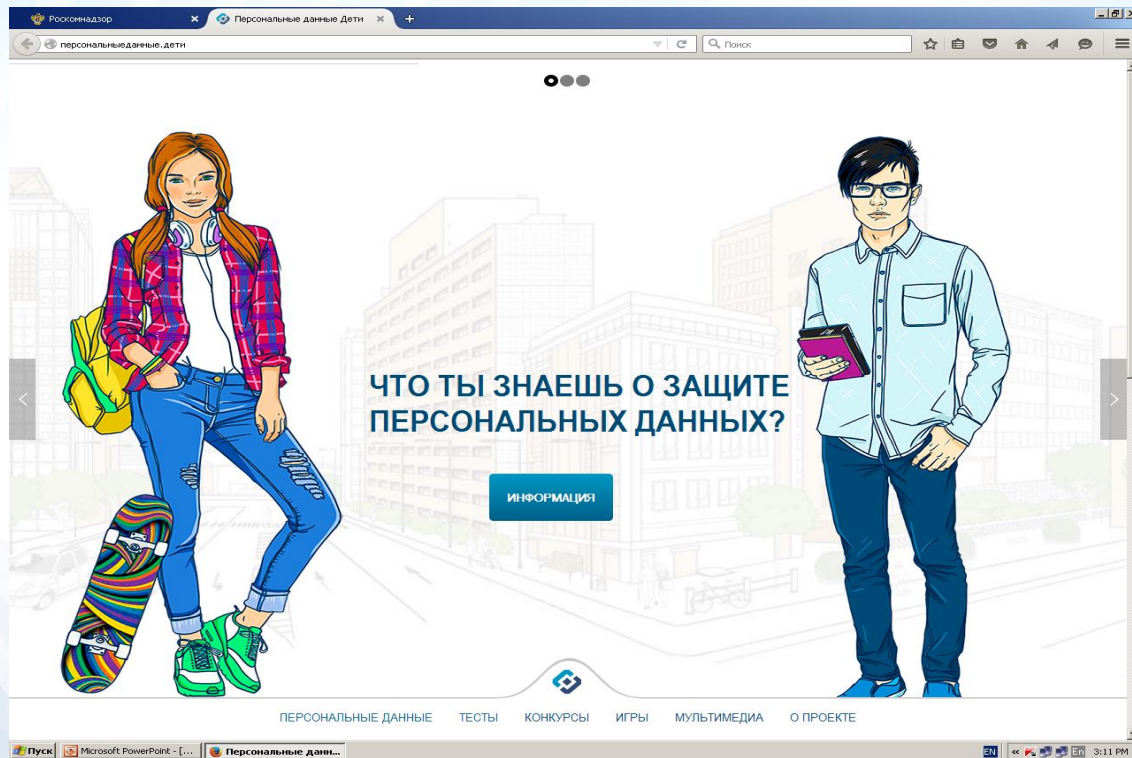 Роскомнадзор
Персональные данные Дети
персональныеданные.дети
Поиск
ЧТО ТЫ ЗНАЕШЬ О ЗАЩИТЕ
ПЕРСОНАЛЬНЫХ ДАННЫХ?
ИНФОРМАЦИЯ
ПЕРСОНАЛЬНЫЕ ДАННЫЕ ТЕСТЫ КОНКУРСЫ ИГРЫ МУЛЬТИМЕДИА О ПРОЕКТЕ
Пуск Microsoft PowerPoint - [... Персональные данн... EN « En 3:11 PM